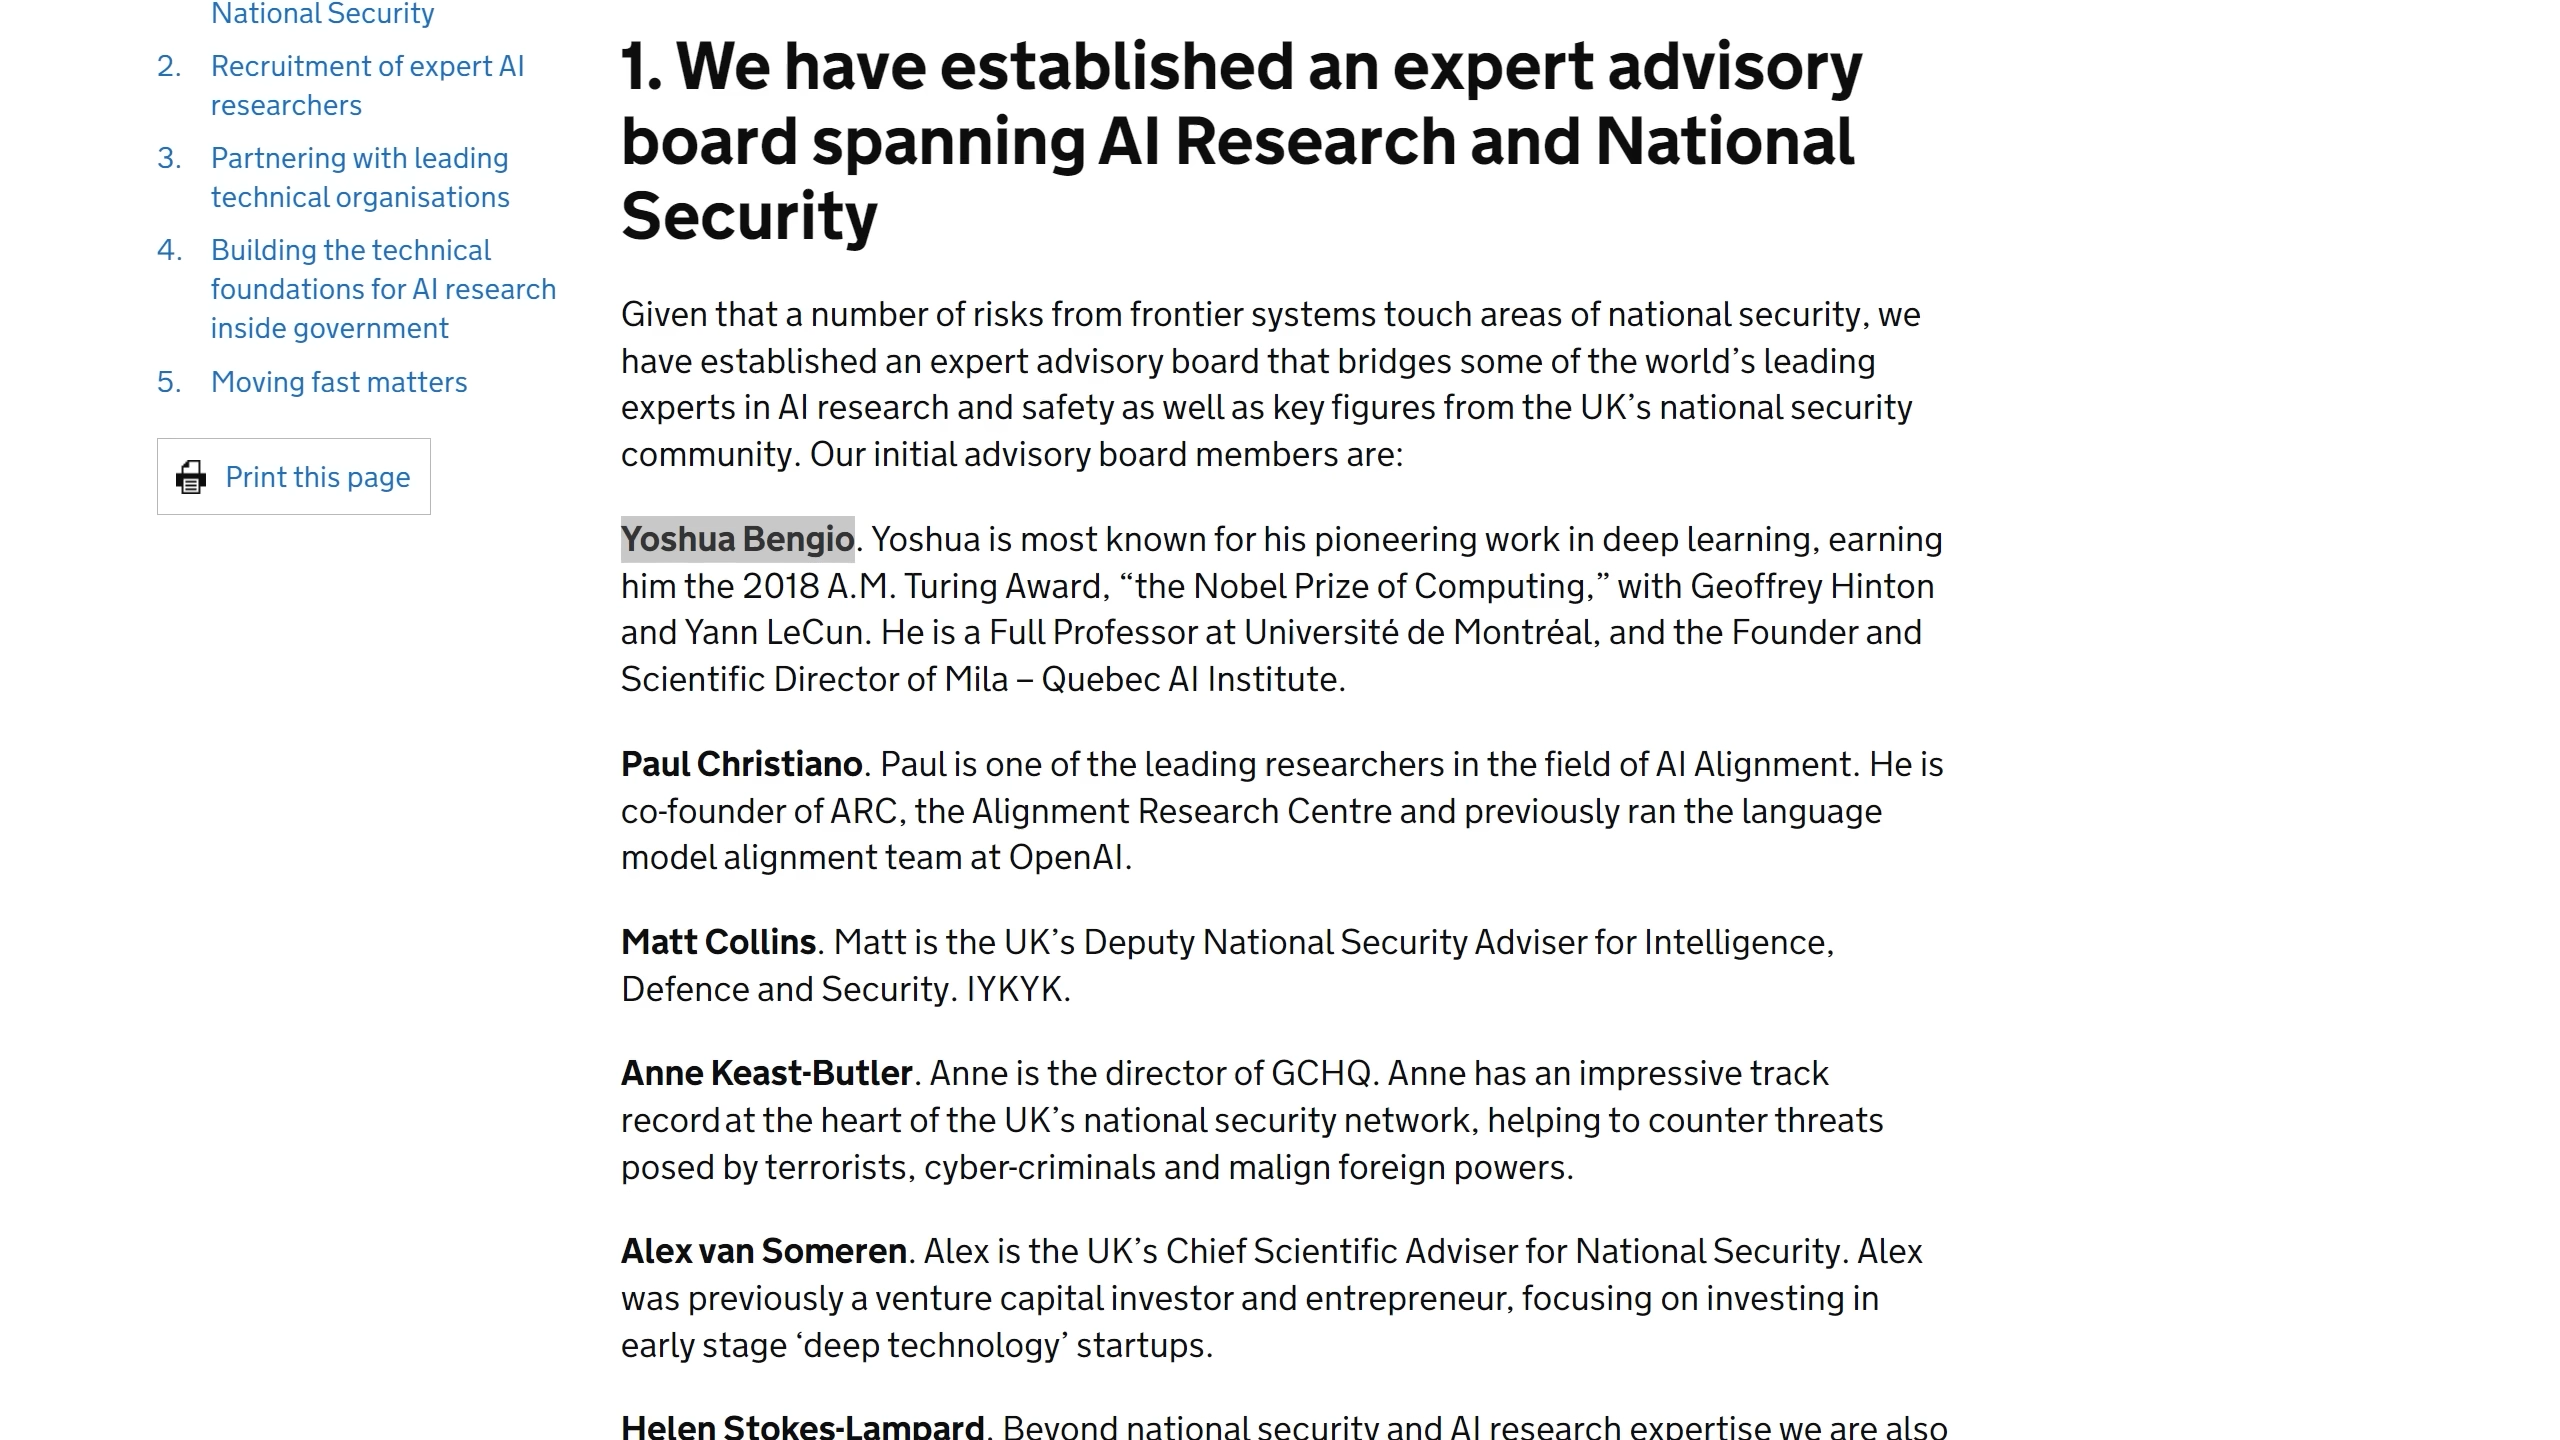 National Security
2. Recruitment of expert AI
researchers
3. Partnering with leading
technical organisations
4. Building the technical
foundations for AI research
inside government
5. Moving fast matters
Print this page
1. We have established an expert advisory
board spanning AI Research and National
Security
Given that a number of risks from frontier systems touch areas of national security, we
have established an expert advisory board that bridges some of the world’s leading
experts in AI research and safety as well as key figures from the UK’s national security
community. Our initial advisory board members are:
Yoshua Bengio. Yoshua is most known for his pioneering work in deep learning, earning
him the 2018 A.M. Turing Award, “the Nobel Prize of Computing,” with Geoffrey Hinton
and Yann LeCun. He is a Full Professor at Université de Montréal, and the Founder and
Scientific Director of Mila – Quebec AI Institute.
Paul Christiano. Paul is one of the leading researchers in the field of AI Alignment. He is
co-founder of ARC, the Alignment Research Centre and previously ran the language
model alignment team at OpenAI.
Matt Collins. Matt is the UK’s Deputy National Security Adviser for Intelligence,
Defence and Security. IYKYK.
Anne Keast-Butler. Anne is the director of GCHQ. Anne has an impressive track
record at the heart of the UK’s national security network, helping to counter threats
posed by terrorists, cyber-criminals and malign foreign powers.
Alex van Someren. Alex is the UK’s Chief Scientific Adviser for National Security. Alex
was previously a venture capital investor and entrepreneur, focusing on investing in
early stage ‘deep technology’ startups.
Helen Stokes-Lampard. Beyond national security and AI research expertise we are also